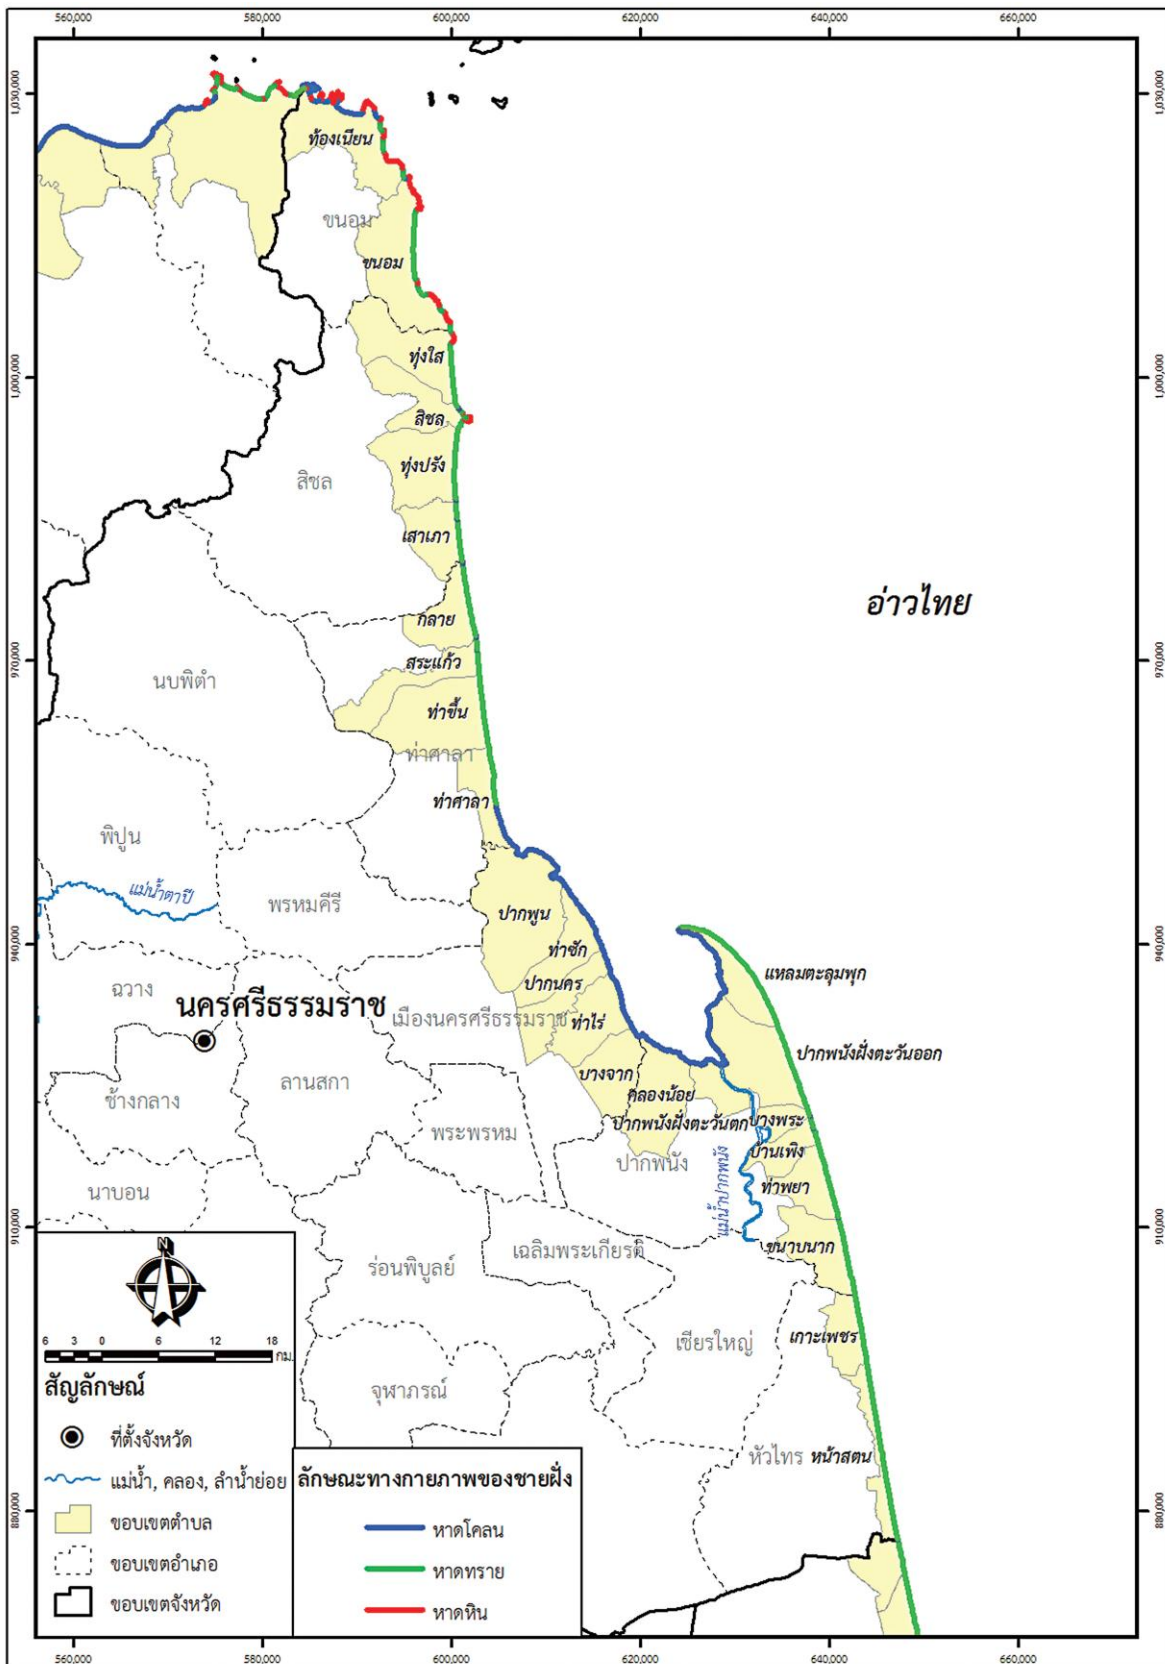 560,000 580,000 600,000 620,000 640,000 660,000
1,030,000 1,030,000
ท้องเนียน
ขนอม
ขนอม
ทุ่งใส
1,000,000 1,000,000
สิชล
ทุ่งปรัง
สิชล
เสาเภา
อ่าวไทย
กลาย
สระแก้ว
970,000 970,000
นบพิตำ
ท่าขึ้น
ท่าศาลา
ท่าศาลา
พิปูน
แม่น้ำตาปี
พรหมคีรี
ปากพูน
ท่าซัก
940,000 940,000
แหลมตะลุมพุก
ปากนคร
ฉวาง
นครศรีธรรมราช
เมืองนครศรีธรรมราช
ท่าไร่
ปากพนังฝั่งตะวันออก
บางจาก
ลานสกา
คลองน้อย
ช้างกลาง
ปากพนังฝั่งตะวันตก
บางพระ
พระพรหม
บ้านเพิง
ปากพนัง
แม่น้ำปากพนัง
ท่าพยา
นาบอน
910,000 910,000
ขนาบนาก
เฉลิมพระเกียรติ
ร่อนพิบูลย์
เกาะเพชร
เชียรใหญ่
จุฬาภรณ์
หัวไทร
หน้าสตน
880,000 880,000
N
6 3 0 6 12 18
กม.
สัญลักษณ์
ที่ตั้งจังหวัด
แม่น้ำ, คลอง, ลำน้ำย่อย
ขอบเขตตำบล
ขอบเขตอำเภอ
ขอบเขตจังหวัด
ลักษณะทางกายภาพของชายฝั่ง
หาดโคลน
หาดทราย
หาดหิน
560,000 580,000 600,000 620,000 640,000 660,000